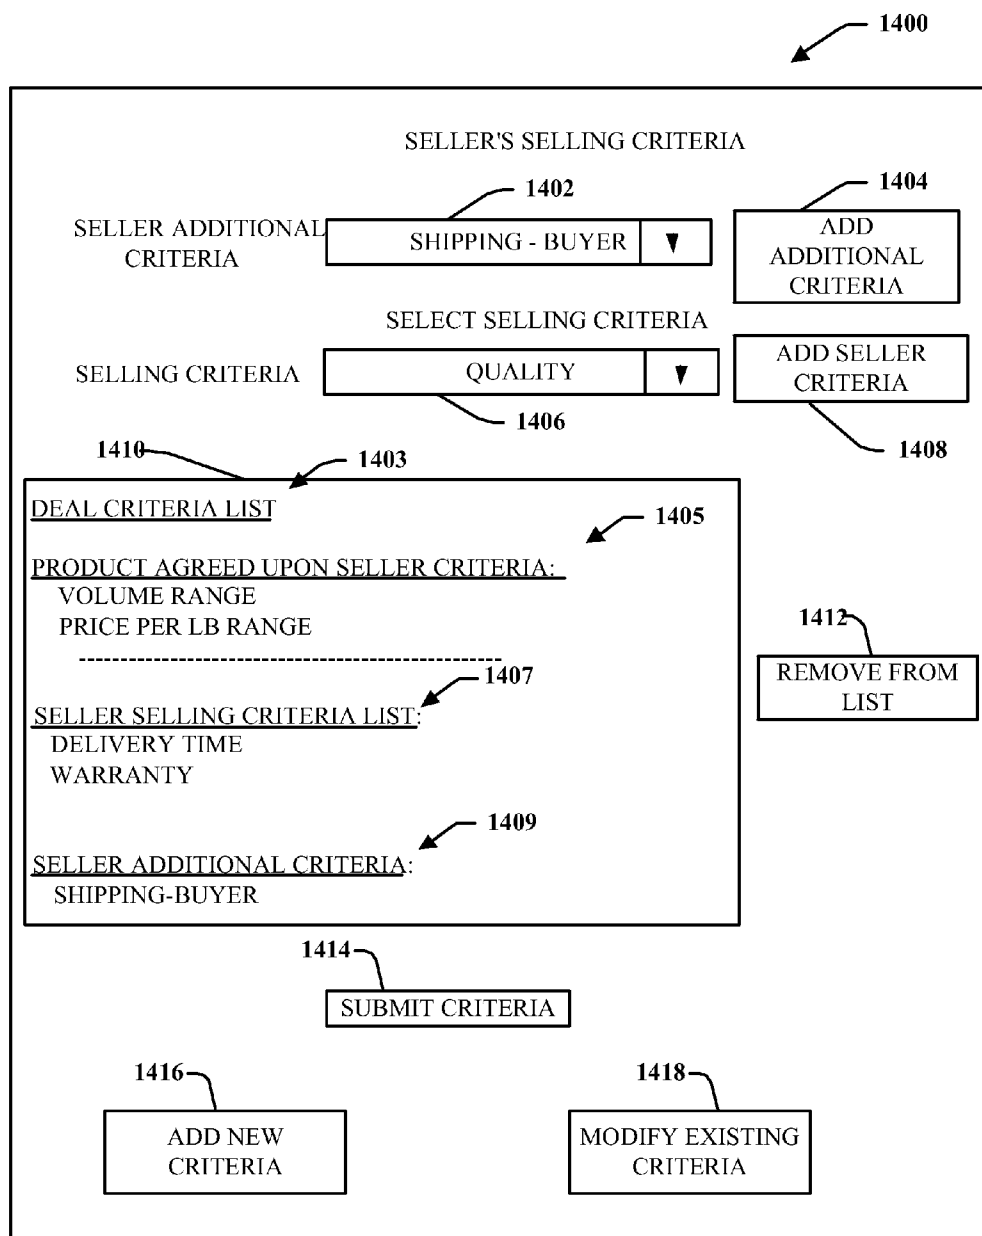 1400
SELLER'S SELLING CRITERIA
1402
1404
SELLER ADDITIONAL
CRITERIA
SHIPPING - BUYER
ADD
ADDITIONAL
CRITERIA
SELECT SELLING CRITERIA
SELLING CRITERIA
QUALITY
ADD SELLER
CRITERIA
1406
1408
1410
1403
DEAL CRITERIA LIST
1405
PRODUCT AGREED UPON SELLER CRITERIA:
VOLUME RANGE
PRICE PER LB RANGE
1412
REMOVE FROM
LIST
1407
SELLER SELLING CRITERIA LIST:
DELIVERY TIME
WARRANTY
1409
SELLER ADDITIONAL CRITERIA:
SHIPPING-BUYER
1414
SUBMIT CRITERIA
1416
1418
ADD NEW
CRITERIA
MODIFY EXISTING
CRITERIA